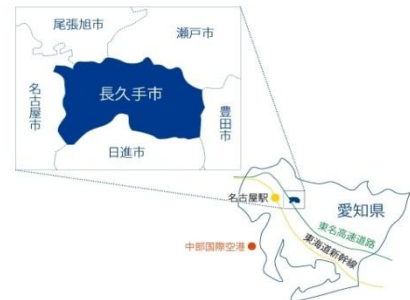 尾張旭市
瀬戸市
名古屋市
長久手市
豊田市
日進市
名古屋駅
愛知県
東名高速道路
東海道新幹線
中部国際空港